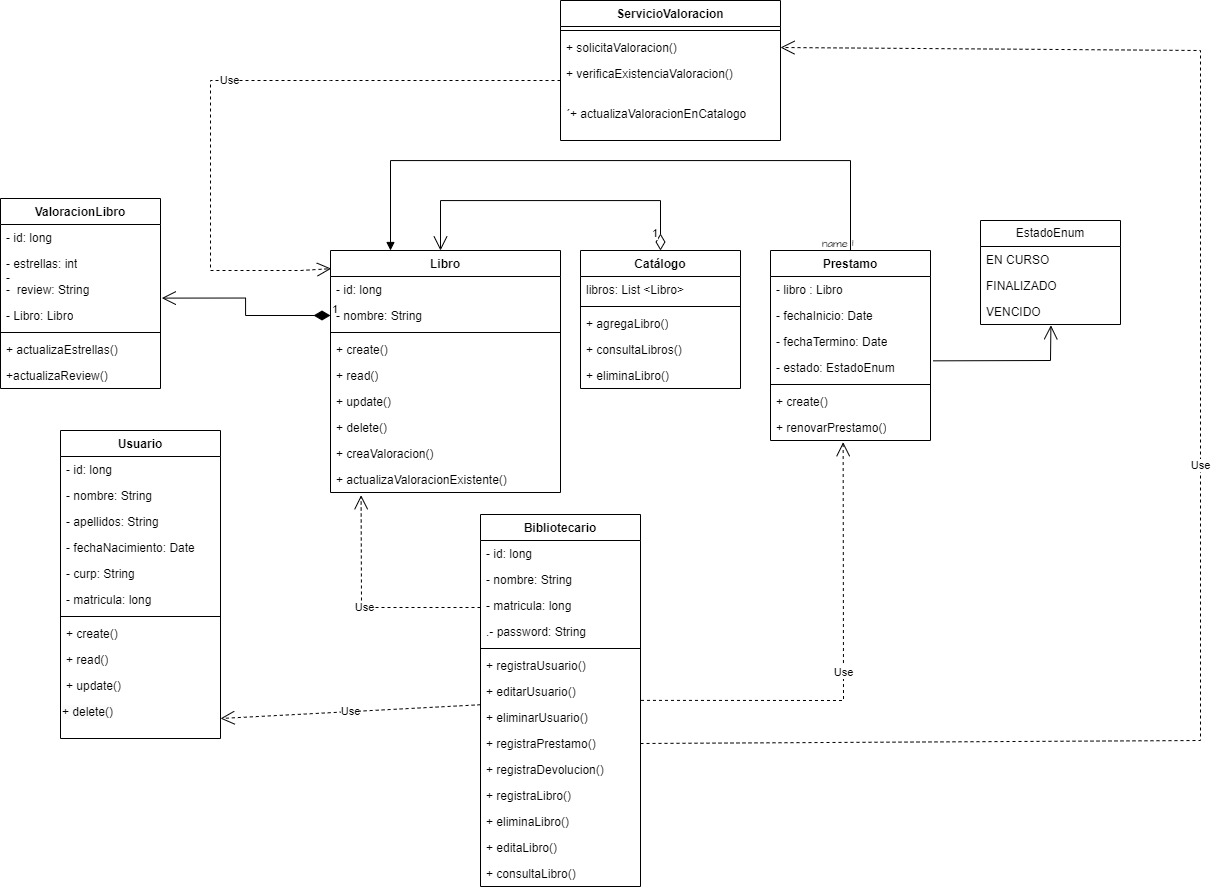 ServicioValoracion
+ solicitaValoracion()
+ verificaExistenciaValoracion()
´+ actualizaValoracionEnCatalogo
Use
ValoracionLibro
- id: long
- estrellas: int
-
- review: String
- Libro: Libro
+ actualizaEstrellas()
+actualizaReview()
1
Libro
- id: long
- nombre: String
+ create()
+ read()
+ update()
+ delete()
+ creaValoracion()
+ actualizaValoracionExistente()
1
Catálogo
libros: List <Libro>
+ agregaLibro()
+ consultaLibros()
+ eliminaLibro()
name 1
Prestamo
- libro : Libro
- fechaInicio: Date
- fechaTermino: Date
- estado: EstadoEnum
+ create()
+ renovarPrestamo()
EstadoEnum
EN CURSO
FINALIZADO
VENCIDO
Usuario
- id: long
- nombre: String
- apellidos: String
- fechaNacimiento: Date
- curp: String
- matricula: long
+ create()
+ read()
+ update()
+ delete()
Use
Use
Bibliotecario
- id: long
- nombre: String
- matricula: long
.- password: String
+ registraUsuario()
+ editarUsuario()
+ eliminarUsuario()
+ registraPrestamo()
+ registraDevolucion()
+ registraLibro()
+ eliminaLibro()
+ editaLibro()
+ consultaLibro()
Use
Use